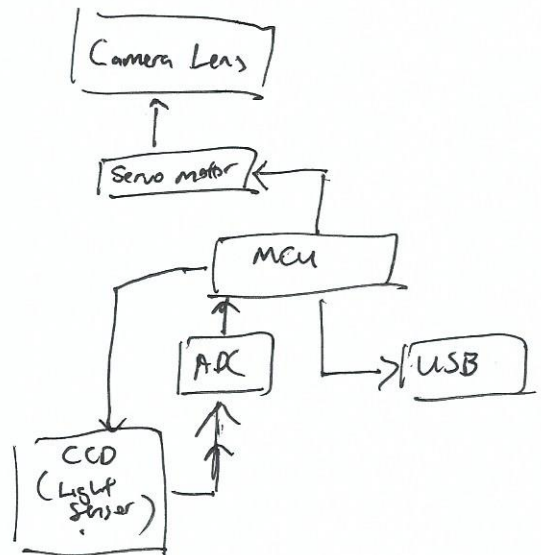 Camera Lens
Servo motor
MCU
ADC
USB
CCD
(Light
Sensor)